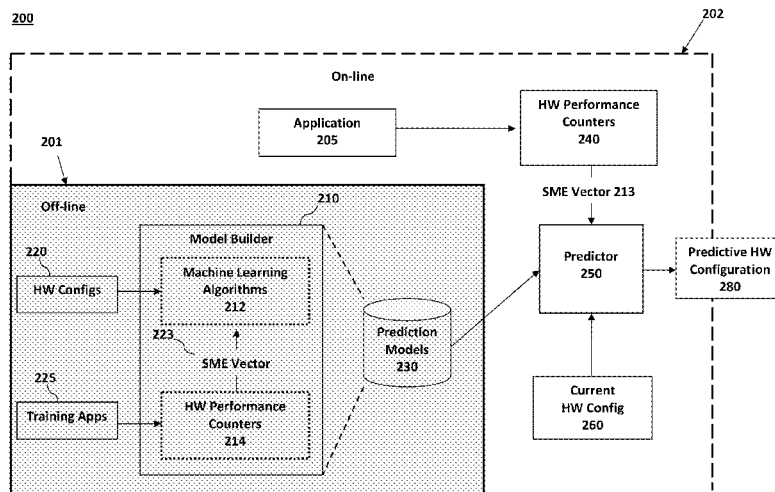 200
202
On-line
Application
205
HW Performance
Counters
240
201
SME Vector 213
Off-line
210
Model Builder
220
HW Configs
Machine Learning
Algorithms
212
Predictor
250
Predictive HW
Configuration
280
223
SME Vector
Prediction
Models
230
225
Training Apps
HW Performance
Counters
214
Current
HW Config
260